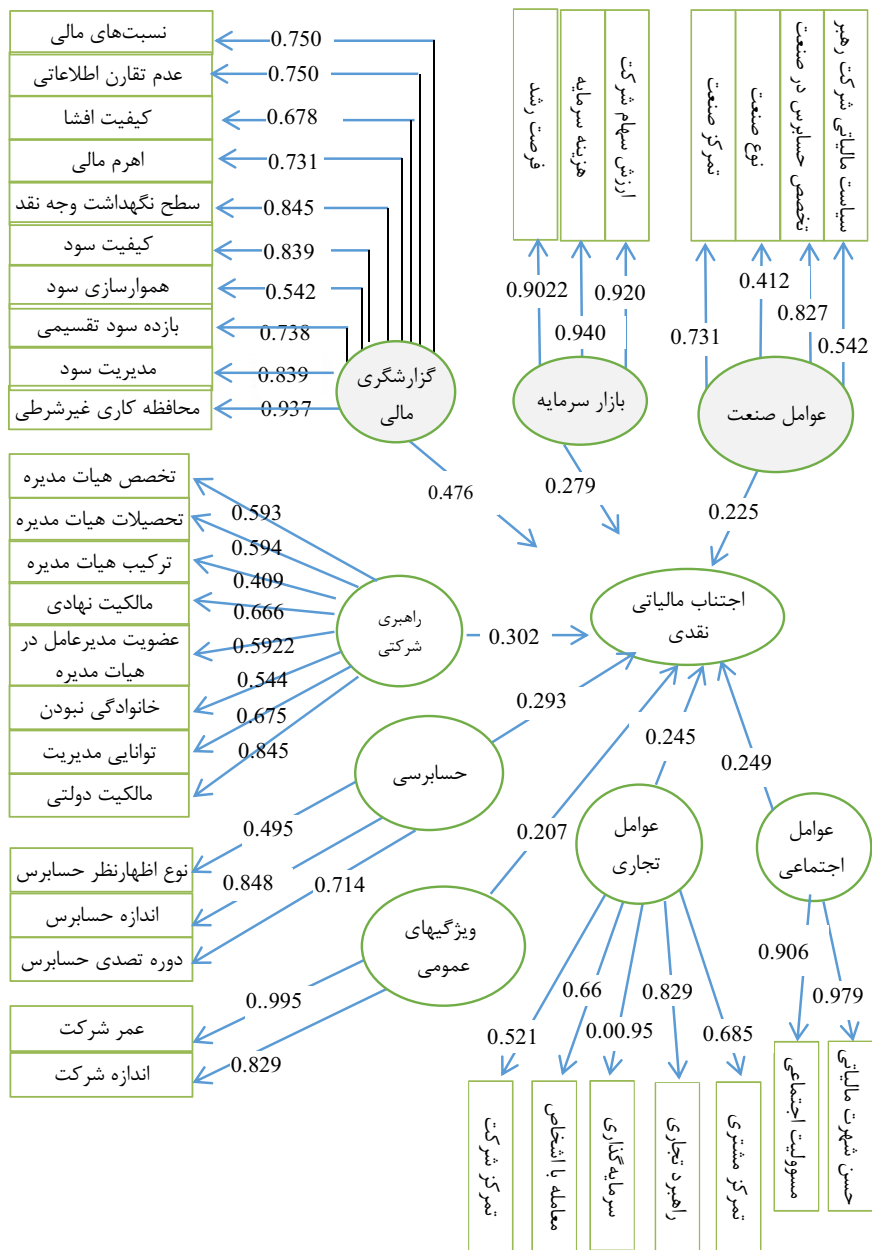 نسبت‌های مالی
0.750
عدم تقارن اطلاعاتی
0.750
کیفیت افشا
0.678
اهرم مالی
0.731
سطح نگهداشت وجه نقد
0.845
کیفیت سود
0.839
هموارسازی سود
0.542
بازده سود تقسیمی
0.738
مدیریت سود
0.839
محافظه کاری غیرشرطی
0.937
گزارشگری
مالی
فرصت رشد
هزینه سرمایه
ارزش سهام شرکت
0.9022
0.940
0.920
بازار سرمایه
تمرکز صنعت
نوع صنعت
تخصص حسابرس در صنعت
سیاست مالیاتی شرکت رهبر
0.731
0.412
0.827
0.542
عوامل صنعت
0.476
0.279
0.225
تخصص هیات مدیره
0.593
تحصیلات هیات مدیره
0.594
ترکیب هیات مدیره
0.409
مالکیت نهادی
0.666
عضویت مدیرعامل در
هیات مدیره
0.5922
خانوادگی نبودن
0.544
توانایی مدیریت
0.675
مالکیت دولتی
0.845
راهبری
شرکتی
0.302
اجتناب مالیاتی
نقدی
حسابرسی
0.293
نوع اظهارنظر حسابرس
0.495
اندازه حسابرس
0.848
دوره تصدی حسابرس
0.714
ویژگیهای
عمومی
0.207
عمر شرکت
0..995
اندازه شرکت
0.829
عوامل
تجاری
0.245
0.521
0.66
0.00.95
0.829
0.685
تمرکز شرکت
معامله با اشخاص
سرمایه‌گذاری
راهبرد تجاری
تمرکز مشتری
عوامل
اجتماعی
0.249
0.906
0.979
مسوولیت اجتماعی
حسن شهرت مالیاتی